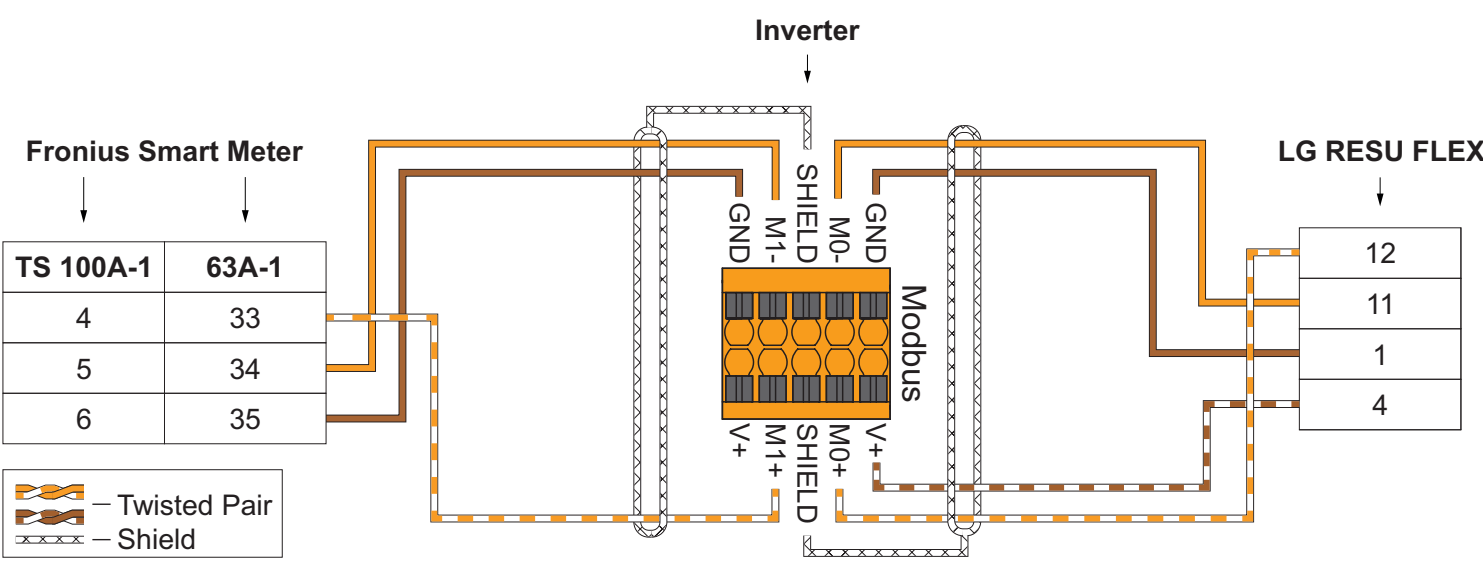 Inverter
Fronius Smart Meter
LG RESU FLEX
TS 100A-1 63A-1
4 33
5 34
6 35
GND
M1-
SHIELD
M0-
GND
Modbus
V+
M1+
SHIELD
M0+
V+
12
11
1
4
– Twisted Pair
– Shield